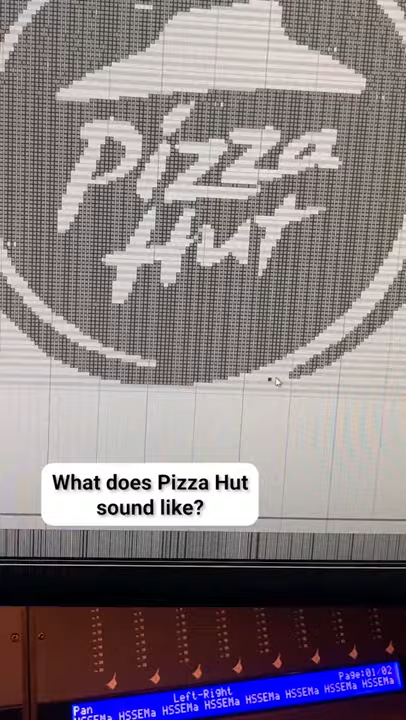 Pizza
Hut
What does Pizza Hut
sound like?
Left-Right
Page:01/02
Pan
HSSEMa HSSEMa HSSEMa HSSEMa HSSEMa HSSEMa HSSEMa